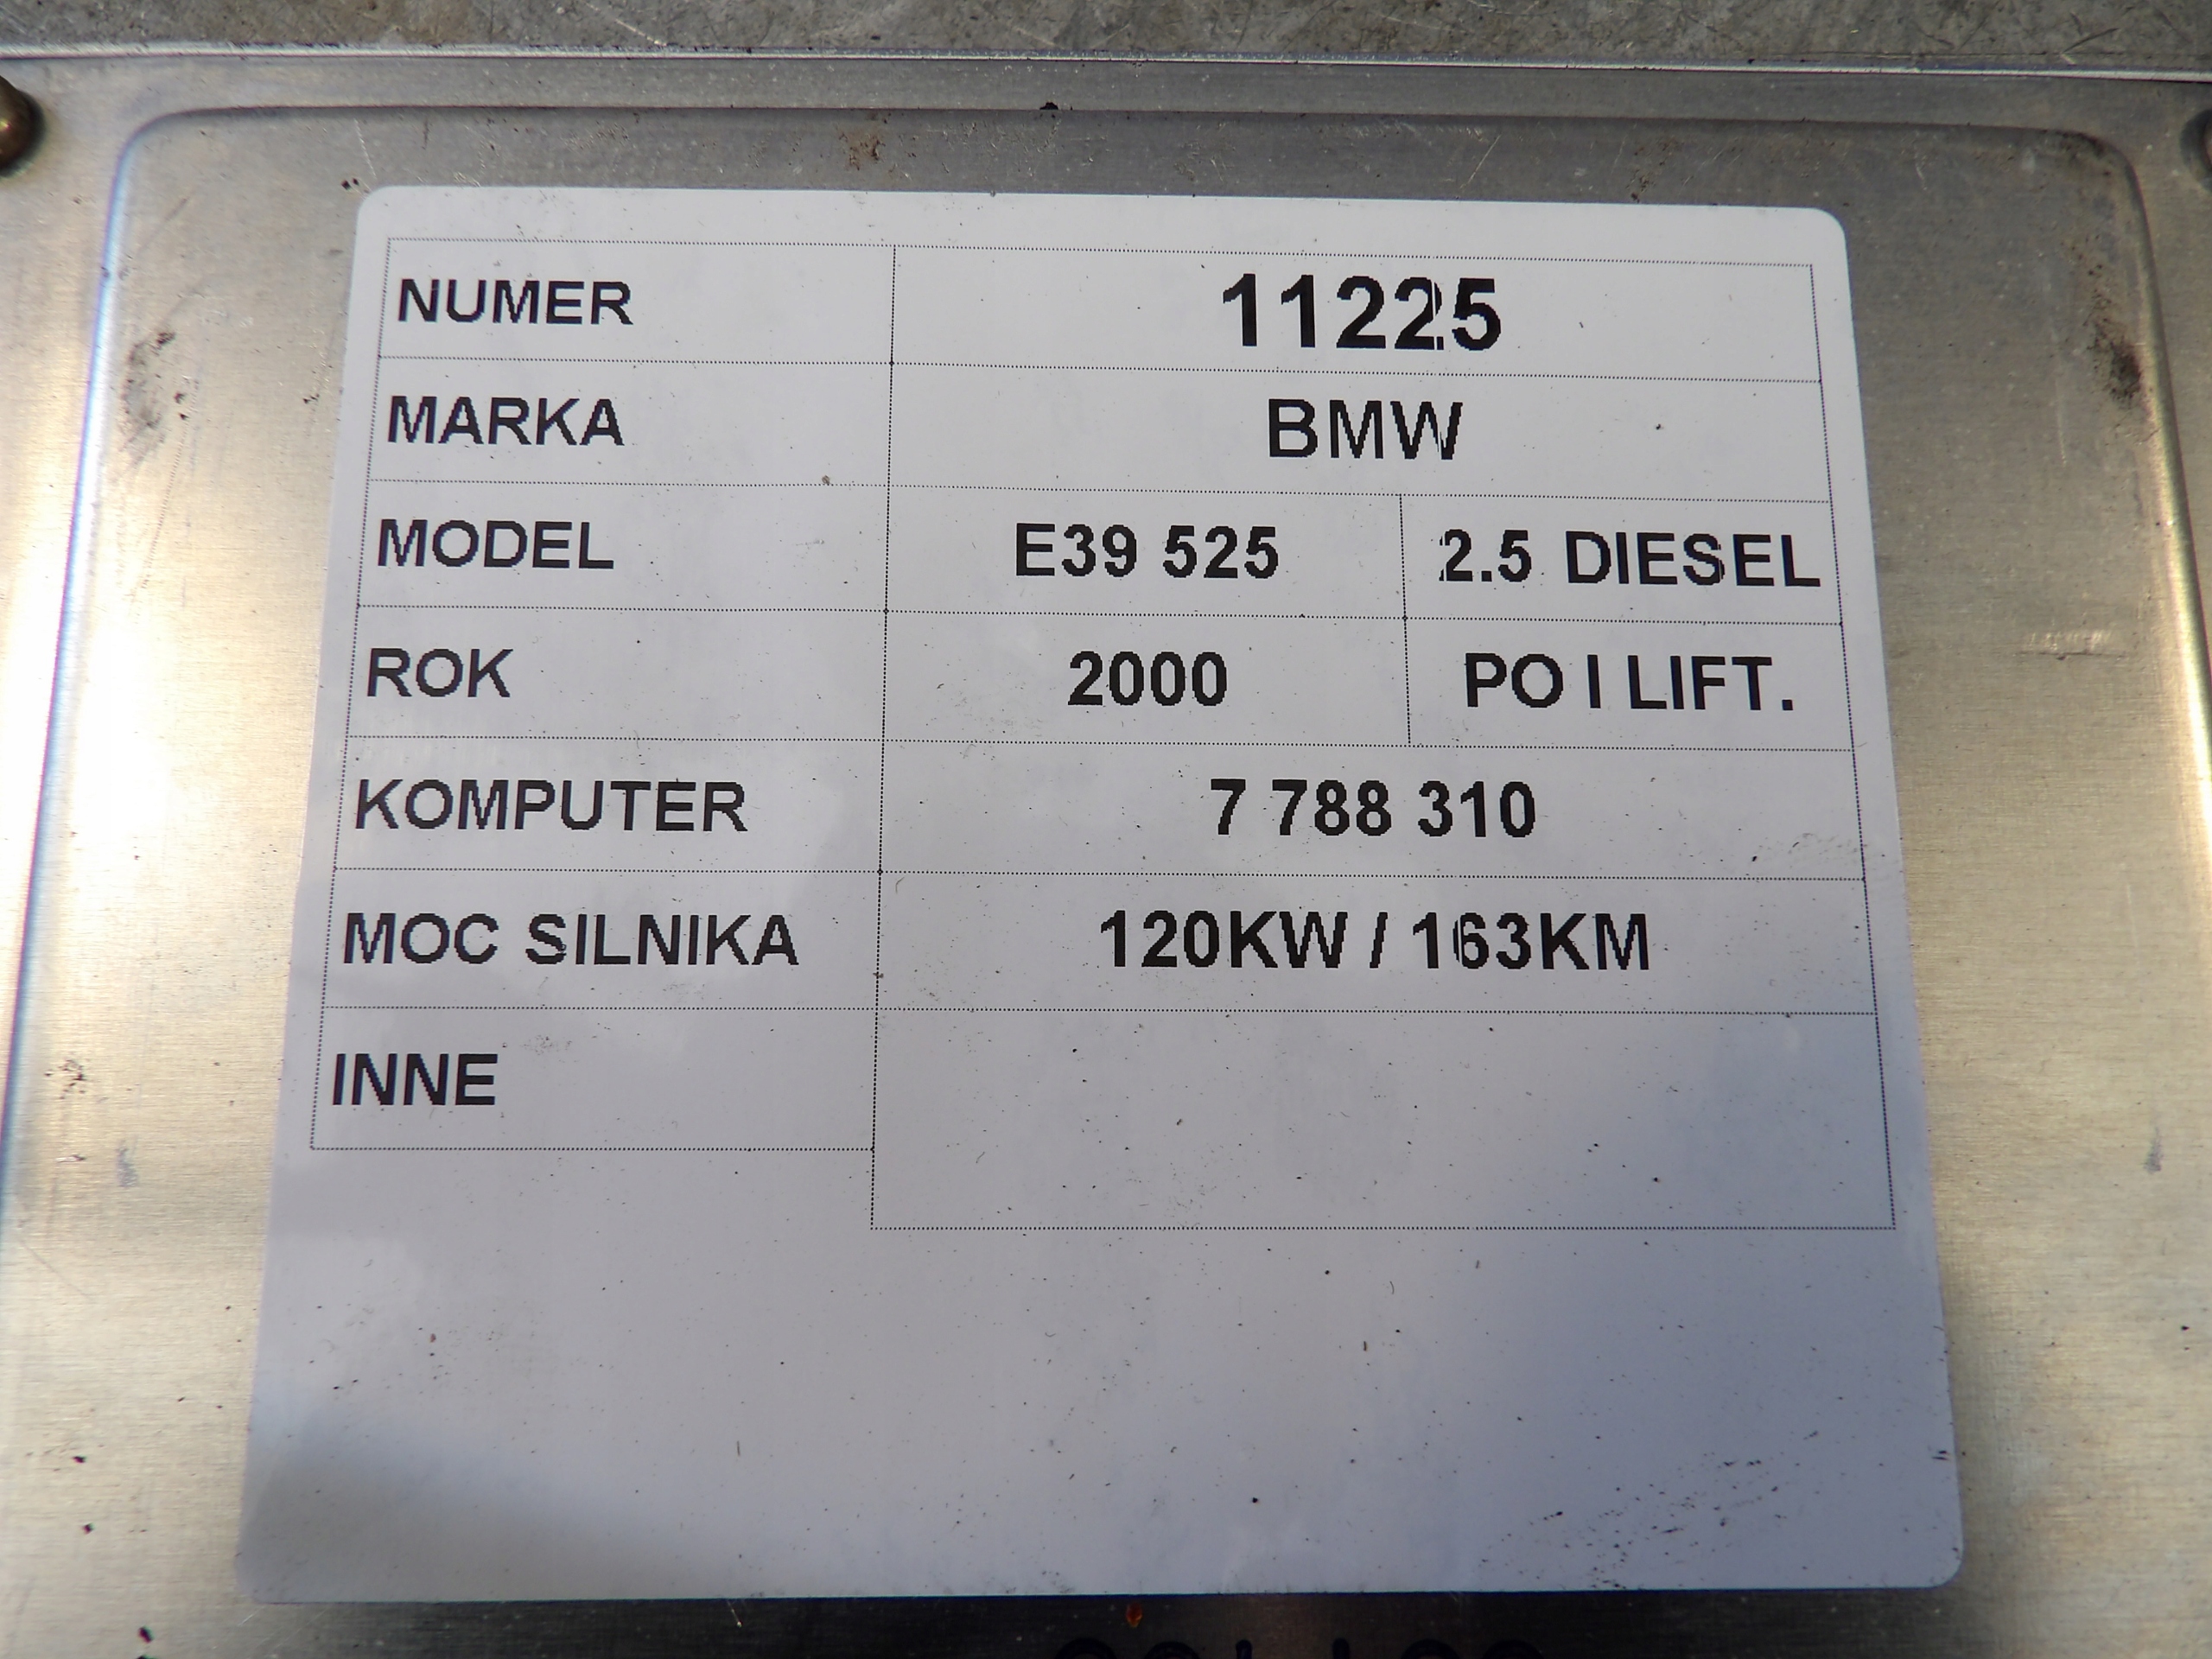 NUMER 11225
MARKA BMW
MODEL E39 525 2.5 DIESEL
ROK 2000 PO I LIFT.
KOMPUTER 7 788 310
MOC SILNIKA 120KW / 163KM
INNE